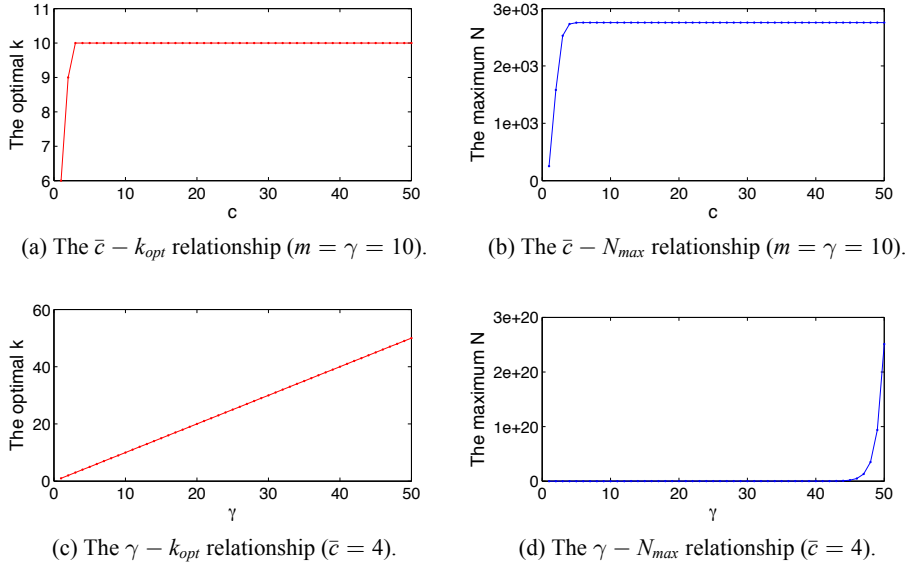 The optimal k
11
10
9
8
7
6
0 10 20 30 40 50
c
The maximum N
3e+03
2e+03
1e+03
0
0 10 20 30 40 50
c
(a) The c̄ − k_opt relationship (m = γ = 10).
(b) The c̄ − N_max relationship (m = γ = 10).
The optimal k
60
40
20
0
0 10 20 30 40 50
γ
The maximum N
3e+20
2e+20
1e+20
0
0 10 20 30 40 50
γ
(c) The γ − k_opt relationship (c̄ = 4).
(d) The γ − N_max relationship (c̄ = 4).